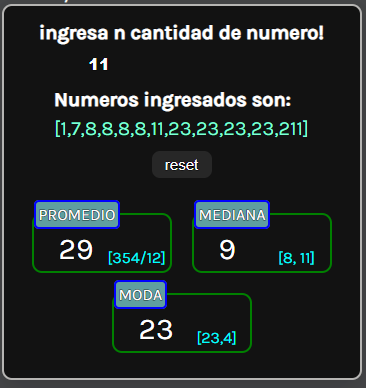 ingresa n cantidad de numero!
11
Numeros ingresados son:
[1,7,8,8,8,8,11,23,23,23,23,211]
reset
PROMEDIO
29 [354/12]
MEDIANA
9 [8, 11]
MODA
23 [23,4]